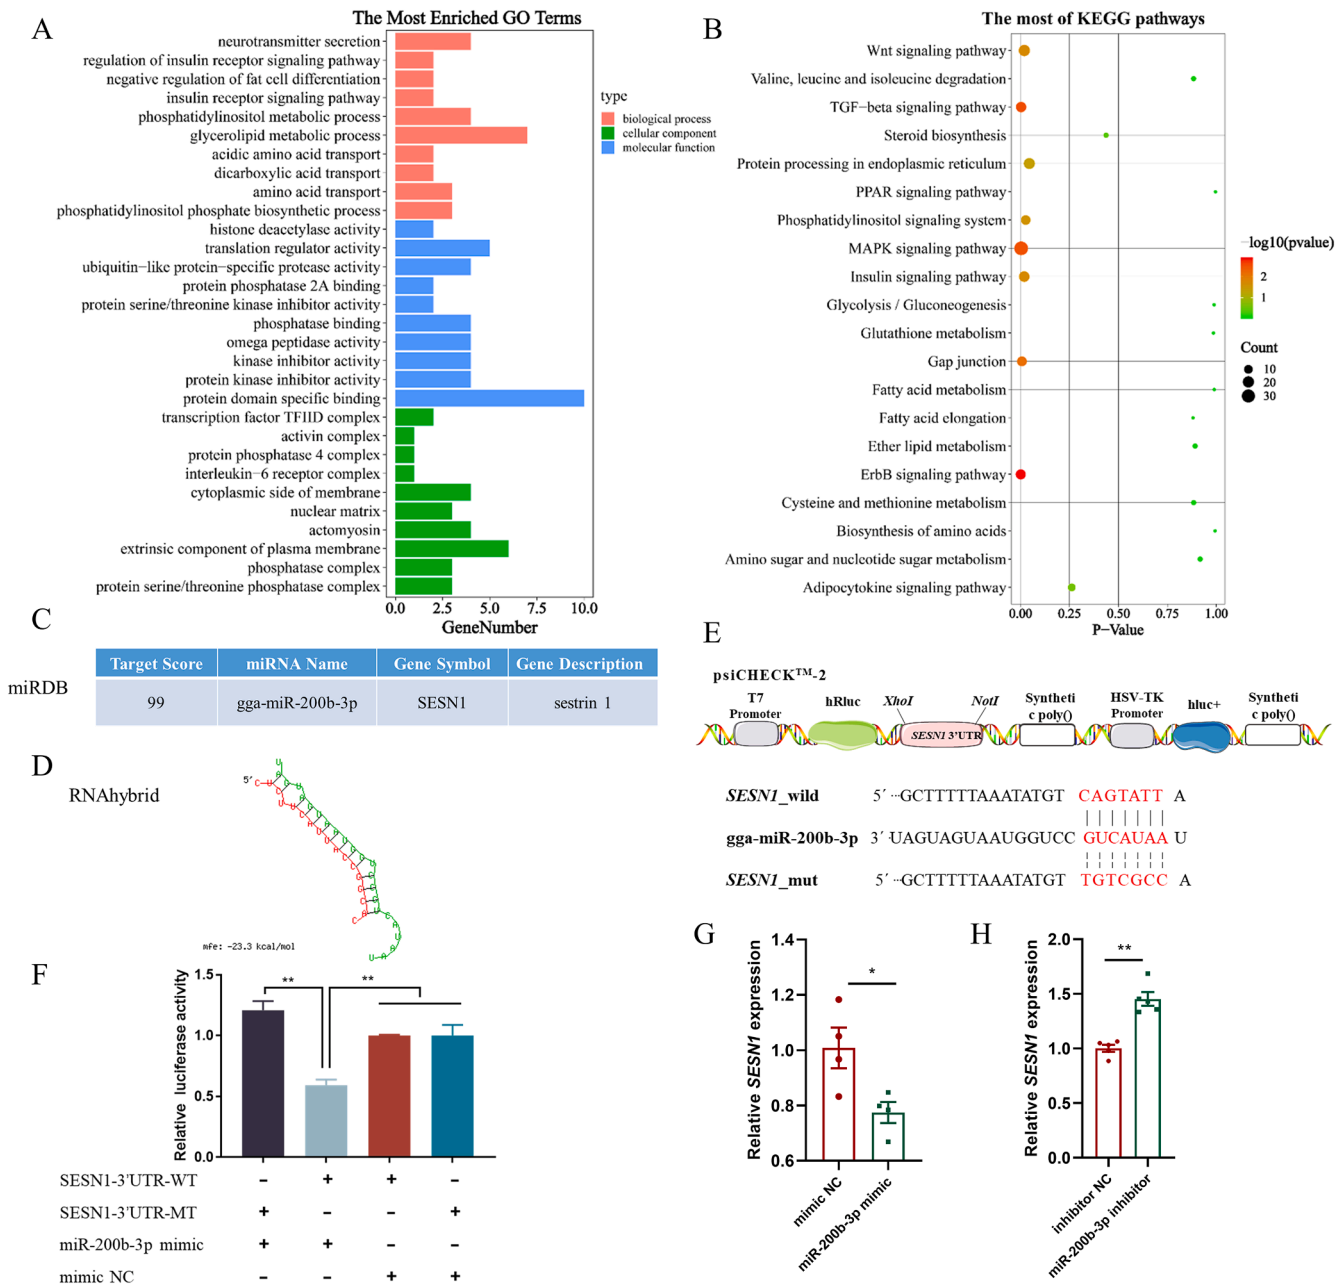 A
The Most Enriched GO Terms
neurotransmitter secretion
regulation of insulin receptor signaling pathway
negative regulation of fat cell differentiation
insulin receptor signaling pathway
phosphatidylinositol metabolic process
glycerolipid metabolic process
acidic amino acid transport
dicarboxylic acid transport
amino acid transport
phosphatidylinositol phosphate biosynthetic process
histone deacetylase activity
translation regulator activity
ubiquitin−like protein−specific protease activity
protein phosphatase 2A binding
protein serine/threonine kinase inhibitor activity
phosphatase binding
omega peptidase activity
kinase inhibitor activity
protein kinase inhibitor activity
protein domain specific binding
transcription factor TFIID complex
activin complex
protein phosphatase 4 complex
interleukin−6 receptor complex
cytoplasmic side of membrane
nuclear matrix
actomyosin
extrinsic component of plasma membrane
phosphatase complex
protein serine/threonine phosphatase complex
0.0 2.5 5.0 7.5 10.0
GeneNumber
type
biological process
cellular component
molecular function
B
The most of KEGG pathways
Wnt signaling pathway
Valine, leucine and isoleucine degradation
TGF−beta signaling pathway
Steroid biosynthesis
Protein processing in endoplasmic reticulum
PPAR signaling pathway
Phosphatidylinositol signaling system
MAPK signaling pathway
Insulin signaling pathway
Glycolysis / Gluconeogenesis
Glutathione metabolism
Gap junction
Fatty acid metabolism
Fatty acid elongation
Ether lipid metabolism
ErbB signaling pathway
Cysteine and methionine metabolism
Biosynthesis of amino acids
Amino sugar and nucleotide sugar metabolism
Adipocytokine signaling pathway
0.00 0.25 0.50 0.75 1.00
P−Value
−log10(pvalue)
2
1
Count
10
20
30
C
miRDB
Target Score miRNA Name Gene Symbol Gene Description
99 gga-miR-200b-3p SESN1 sestrin 1
D
RNAhybrid
5'
mfe: -23.3 kcal/mol
E
psiCHECK™-2
T7 Promoter
hRluc
XhoI
NotI
SESN1 3'UTR
Syntheti c poly()
HSV-TK Promoter
hluc+
Syntheti c poly()
SESN1_wild 5´ ···GCTTTTTAAATATGT CAGTATT A
gga-miR-200b-3p 3´ UAGUAGUAAUGGUCC GUCAUAA U
SESN1_mut 5´ ···GCTTTTTAAATATGT TGTCGCC A
F
Relative luciferase activity
1.5
1.0
0.5
0.0
** **
SESN1-3'UTR-WT − + + −
SESN1-3'UTR-MT + − − +
miR-200b-3p mimic + + − −
mimic NC − − + +
G
Relative SESN1 expression
1.4
1.2
1.0
0.8
0.6
*
mimic NC
miR-200b-3p mimic
H
Relative SESN1 expression
2.0
1.5
1.0
0.5
0.0
**
inhibitor NC
miR-200b-3p inhibitor